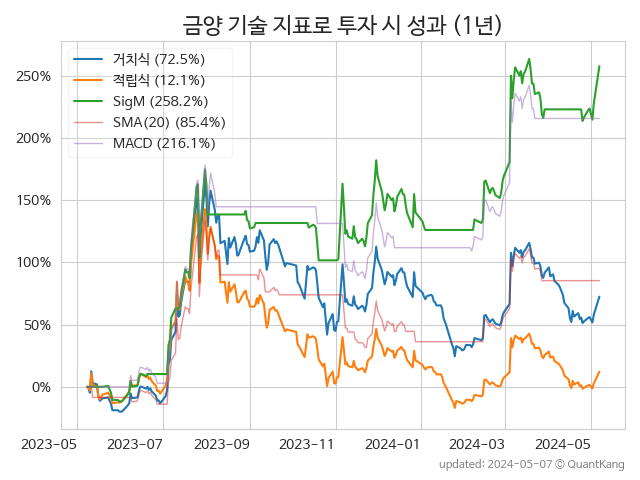 금양 기술 지표로 투자 시 성과 (1년)
거치식 (72.5%)
적립식 (12.1%)
SigM (258.2%)
SMA(20) (85.4%)
MACD (216.1%)
250%
200%
150%
100%
50%
0%
2023-05 2023-07 2023-09 2023-11 2024-01 2024-03 2024-05
updated: 2024-05-07 © QuantKang